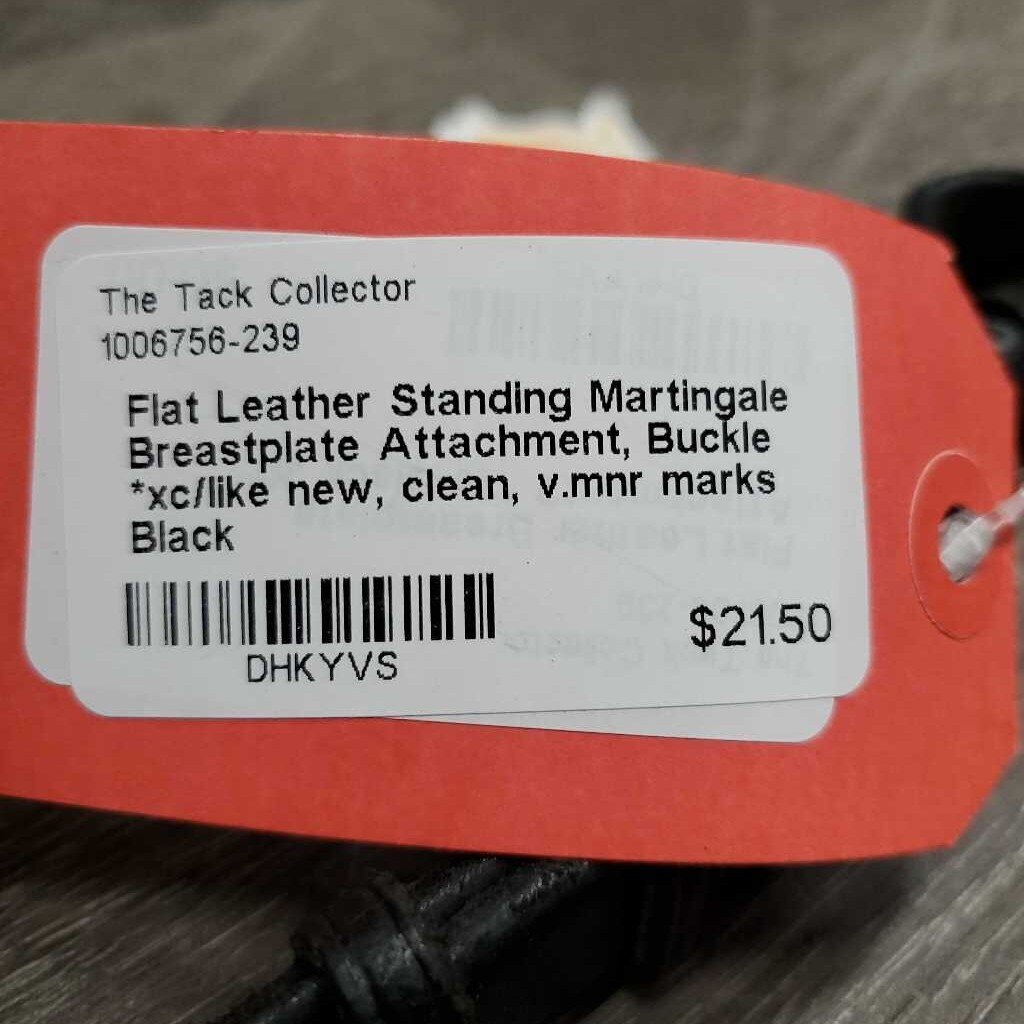 The Tack Collector
1006756-239
Flat Leather Standing Martingale
Breastplate Attachment, Buckle
*xc/like new, clean, v.mnr marks
Black
DHKYVS
$21.50